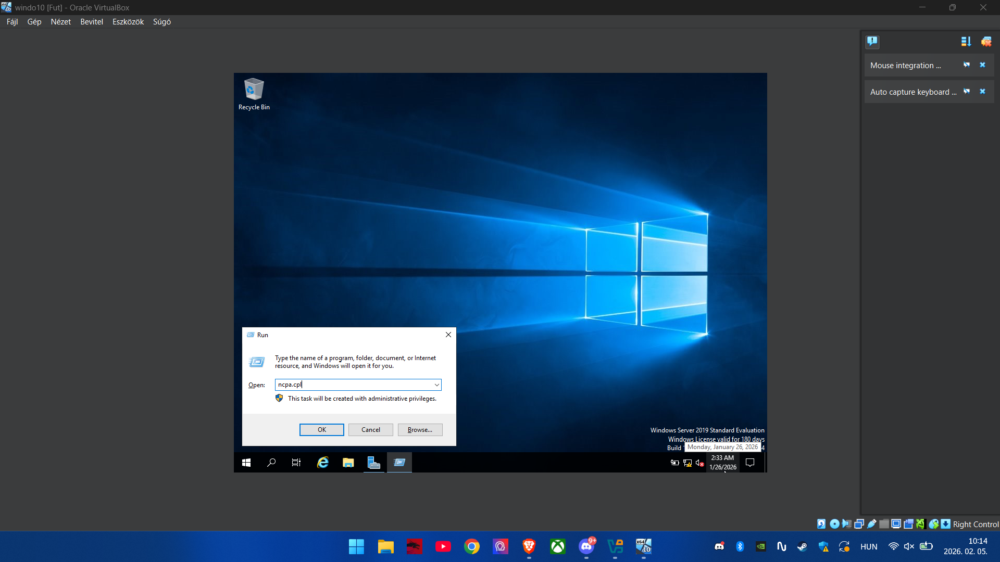 windo10 [Fut] - Oracle VirtualBox
Fájl Gép Nézet Bevitel Eszközök Súgó
Mouse integration ...
Auto capture keyboard ...
Recycle Bin
Run
Type the name of a program, folder, document, or Internet
resource, and Windows will open it for you.
Open: ncpa.cpl
This task will be created with administrative privileges.
OK Cancel Browse...
Windows Server 2019 Standard Evaluation
Windows License valid for 180 days
Build
4
Monday, January 26, 2026
2:33 AM
1/26/2026
Right Control
x64
10
9+
HUN
10:14
2026. 02. 05.